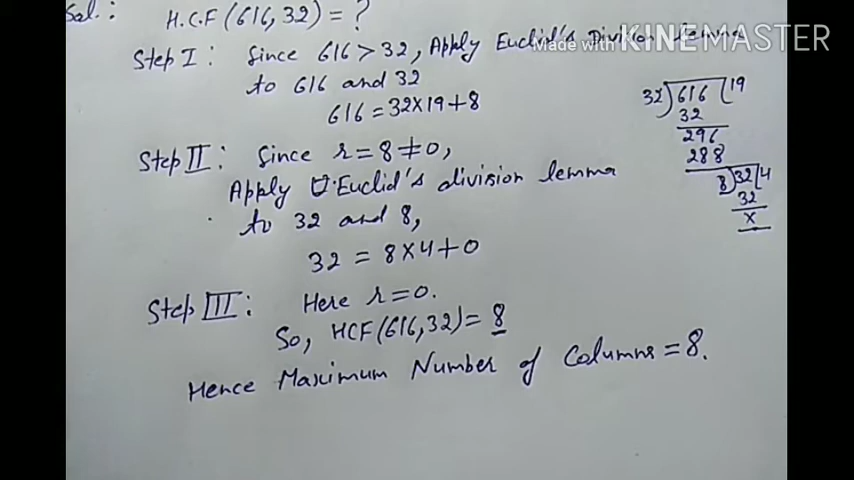 Sol.: H.C.F (616, 32) = ?
Step I: Since 616 > 32, Apply Euclid's Division lemma
to 616 and 32
616 = 32×19+8
Step II: Since r = 8 ≠ 0,
Apply Euclid's division lemma
to 32 and 8,
32 = 8×4+0
Step III: Here r = 0.
So, HCF(616, 32) = 8
Hence Maximum Number of Columns = 8.
32)616(19
32
296
288
8)32(4
32
x
Made with KINEMASTER